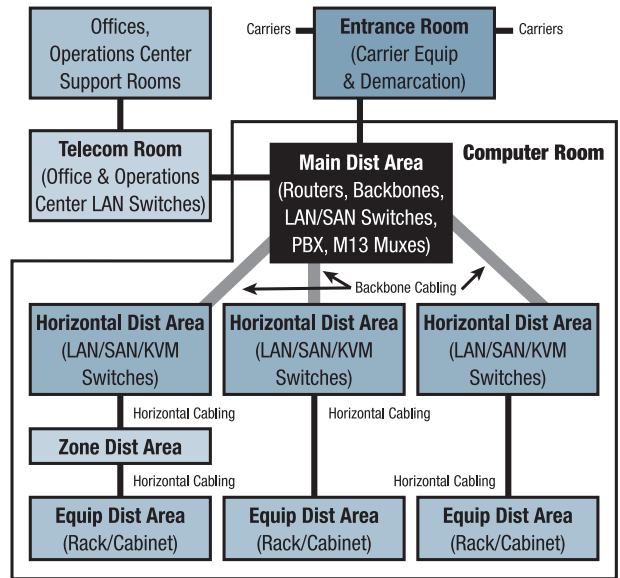 Offices,
Operations Center
Support Rooms
Carriers
Entrance Room
(Carrier Equip
& Demarcation)
Carriers
Telecom Room
(Office & Operations
Center LAN Switches)
Main Dist Area
(Routers, Backbones,
LAN/SAN Switches,
PBX, M13 Muxes)
Computer Room
Backbone Cabling
Horizontal Dist Area
(LAN/SAN/KVM
Switches)
Horizontal Dist Area
(LAN/SAN/KVM
Switches)
Horizontal Dist Area
(LAN/SAN/KVM
Switches)
Horizontal Cabling
Horizontal Cabling
Zone Dist Area
Horizontal Cabling
Horizontal Cabling
Equip Dist Area
(Rack/Cabinet)
Equip Dist Area
(Rack/Cabinet)
Equip Dist Area
(Rack/Cabinet)